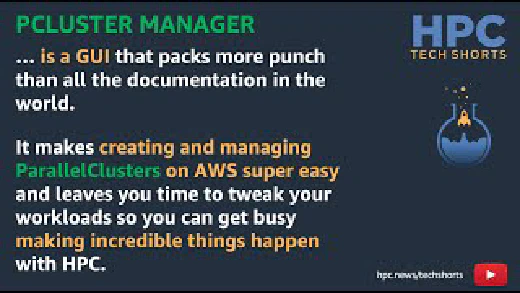 PCLUSTER MANAGER
... is a GUI that packs more punch
than all the documentation in the
world.
It makes creating and managing
ParallelClusters on AWS super easy
and leaves you time to tweak your
workloads so you can get busy
making incredible things happen
with HPC.
HPC
TECH SHORTS
hpc.news/techshorts